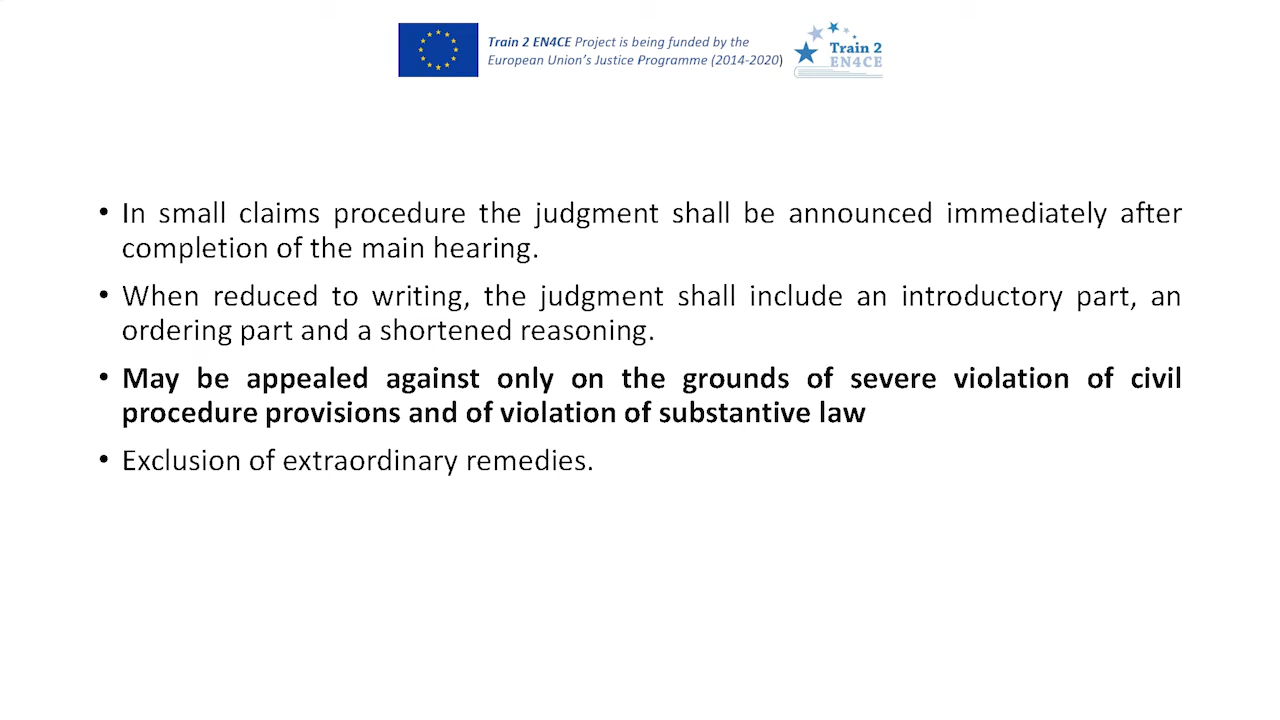 Train 2 EN4CE Project is being funded by the
European Union's Justice Programme (2014-2020)
Train 2
EN4CE
• In small claims procedure the judgment shall be announced immediately after
completion of the main hearing.
• When reduced to writing, the judgment shall include an introductory part, an
ordering part and a shortened reasoning.
• May be appealed against only on the grounds of severe violation of civil
procedure provisions and of violation of substantive law
• Exclusion of extraordinary remedies.